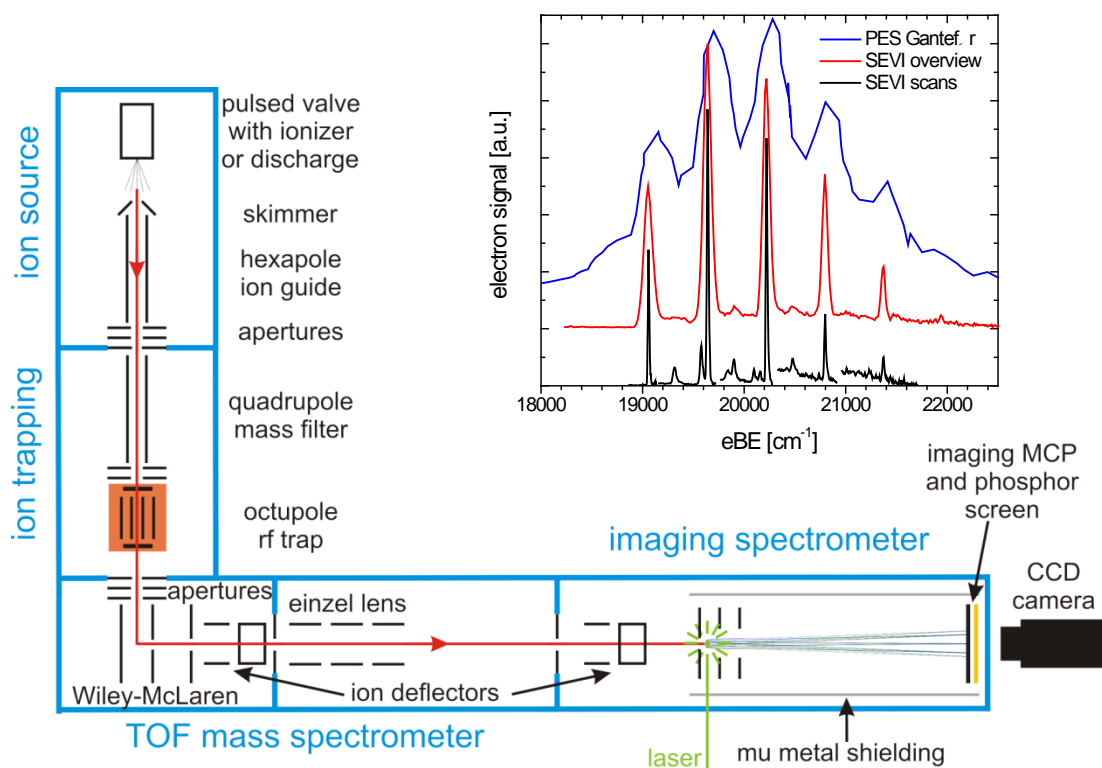 PES Gantef. r
SEVI overview
SEVI scans
electron signal [a.u.]
18000
19000
20000
21000
22000
eBE [cm⁻¹]
ion source
pulsed valve
with ionizer
or discharge
skimmer
hexapole
ion guide
apertures
ion trapping
quadrupole
mass filter
octupole
rf trap
apertures
einzel lens
Wiley-McLaren
ion deflectors
TOF mass spectrometer
imaging spectrometer
imaging MCP
and phosphor
screen
CCD
camera
laser
mu metal shielding